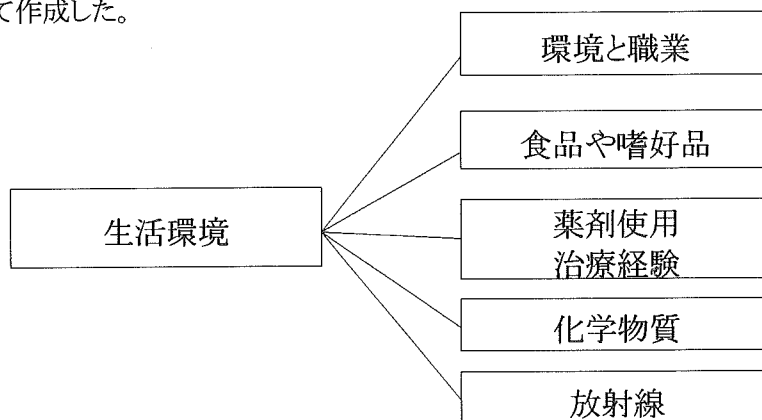 て作成した。
環境と職業
食品や嗜好品
生活環境
薬剤使用
治療経験
化学物質
放射線